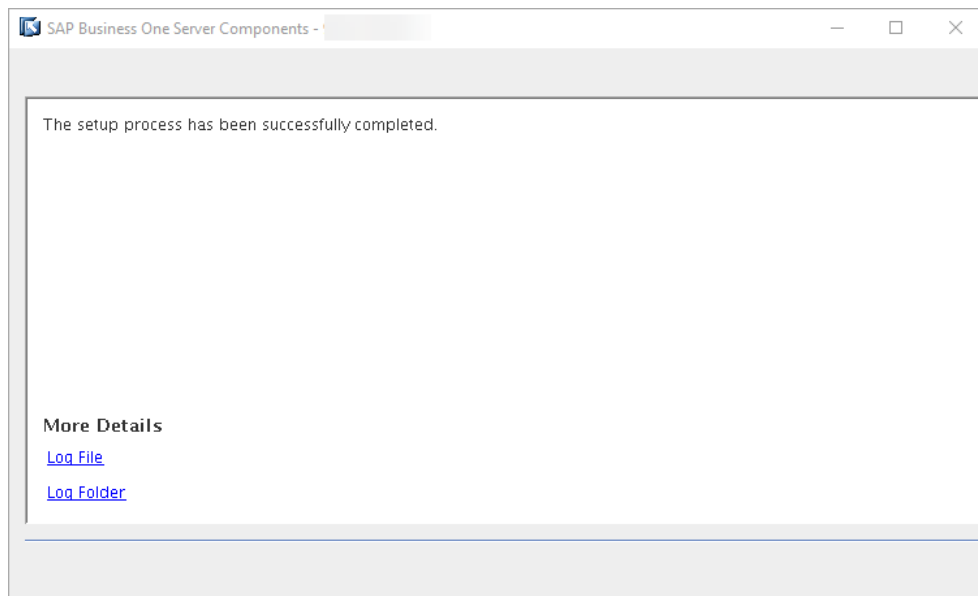 SAP Business One Server Components -
The setup process has been successfully completed.
More Details
Log File
Log Folder